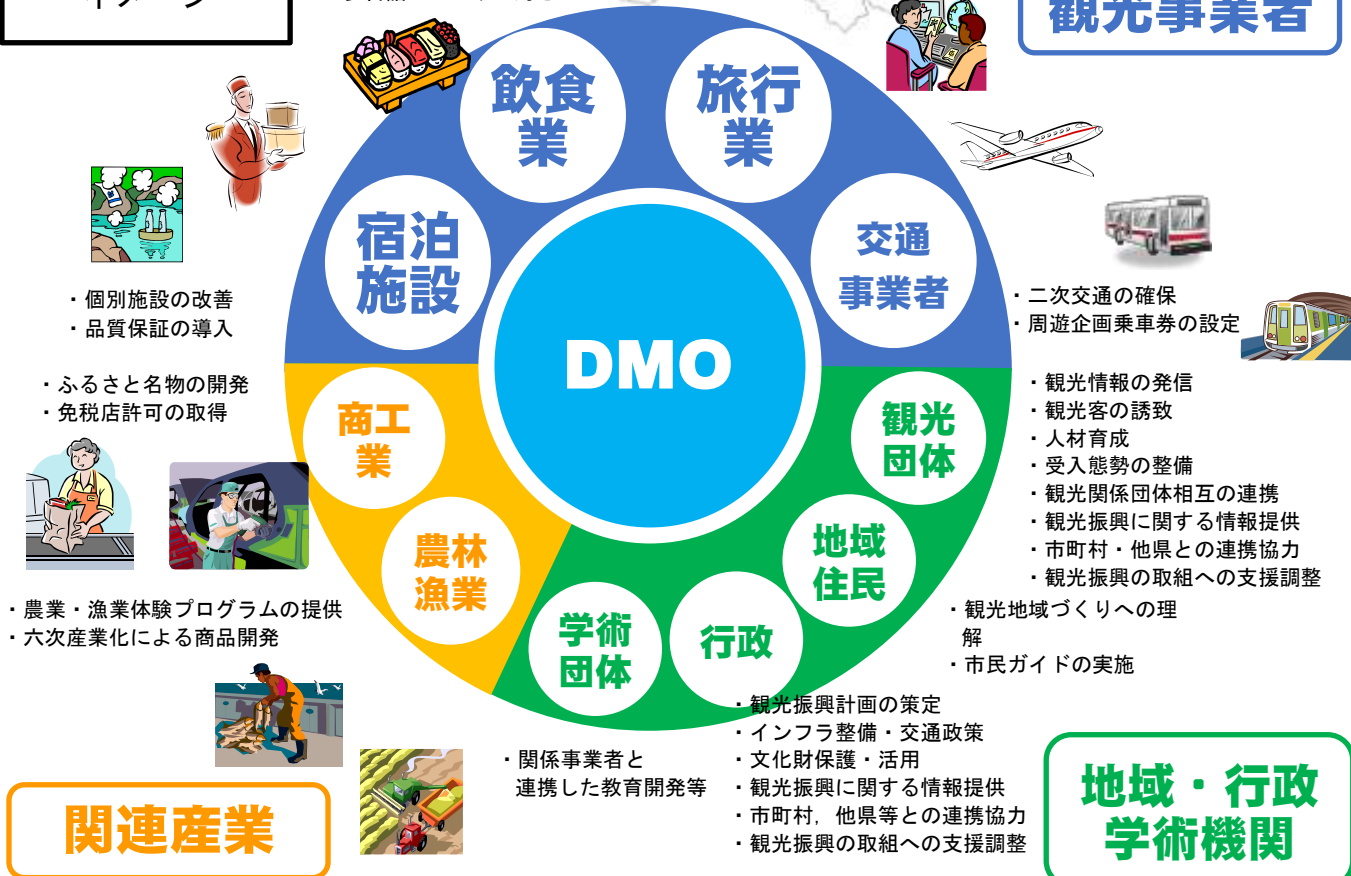 イメージ
観光事業者
飲食
業
旅行
業
宿泊
施設
交通
事業者
DMO
・個別施設の改善
・品質保証の導入
・二次交通の確保
・周遊企画乗車券の設定
・ふるさと名物の開発
・免税店許可の取得
商工
業
農林
漁業
観光
団体
地域
住民
行政
学術
団体
・観光情報の発信
・観光客の誘致
・人材育成
・受入態勢の整備
・観光関係団体相互の連携
・観光振興に関する情報提供
・市町村・他県との連携協力
・観光振興の取組への支援調整
・農業・漁業体験プログラムの提供
・六次産業化による商品開発
・観光地域づくりへの理
解
・市民ガイドの実施
・観光振興計画の策定
・インフラ整備・交通政策
・文化財保護・活用
・観光振興に関する情報提供
・市町村，他県等との連携協力
・観光振興の取組への支援調整
・関係事業者と
連携した教育開発等
関連産業
地域・行政
学術機関